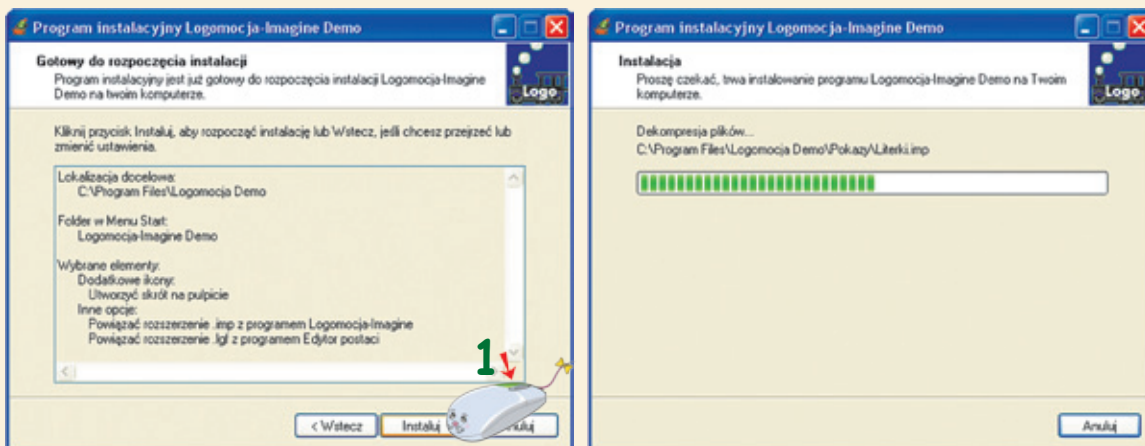 Program instalacyjny Logomocja-Imagine Demo
Gotowy do rozpoczęcia instalacji
Program instalacyjny jest już gotowy do rozpoczęcia instalacji Logomocja-Imagine
Demo na twoim komputerze.
Logo
Kliknij przycisk Instaluj, aby rozpocząć instalację lub Wstecz, jeśli chcesz przejrzeć lub
zmienić ustawienia.
Lokalizacja docelowa:
C:\Program Files\Logomocja Demo
Folder w Menu Start:
Logomocja-Imagine Demo
Wybrane elementy:
Dodatkowe ikony:
Utworzyć skrót na pulpicie
Inne opcje:
Powiązać rozszerzenie .imp z programem Logomocja-Imagine
Powiązać rozszerzenie .lgf z programem Edytor postaci
1
< Wstecz Instaluj
Program instalacyjny Logomocja-Imagine Demo
Instalacja
Proszę czekać, trwa instalowanie programu Logomocja-Imagine Demo na Twoim
komputerze.
Logo
Dekompresja plików...
C:\Program Files\Logomocja Demo\Pokazy\Literki.imp
Anuluj